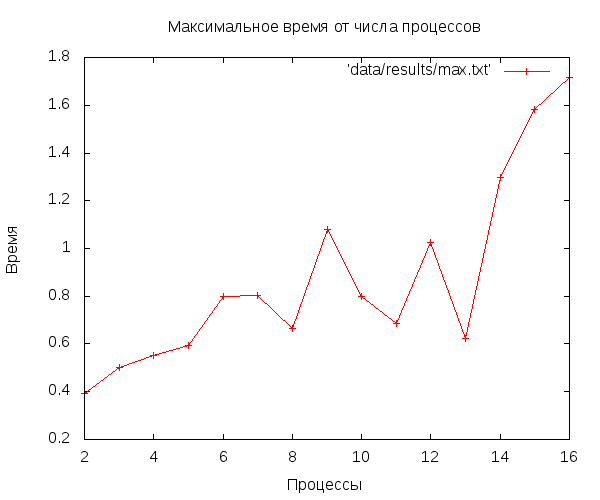 Максимальное время от числа процессов
1.8
'data/results/max.txt'
1.6
1.4
1.2
1
Время
0.8
0.6
0.4
0.2
2 4 6 8 10 12 14 16
Процессы